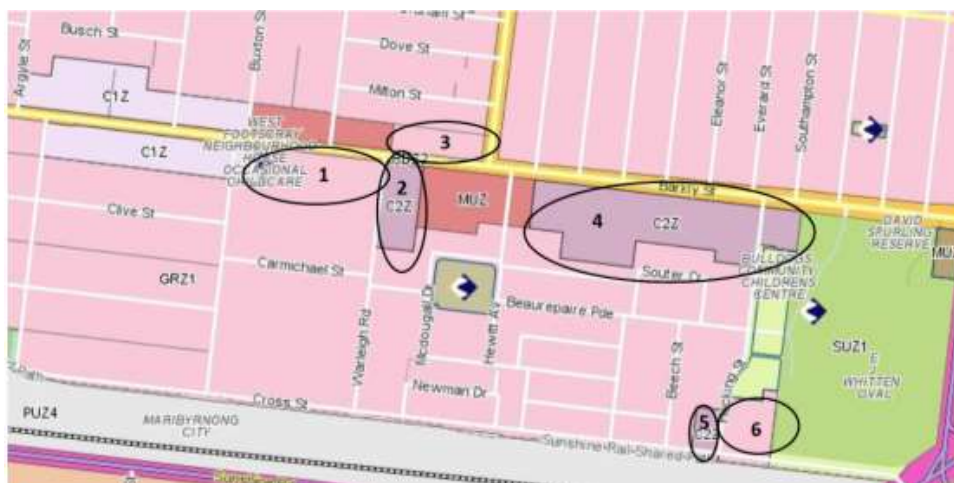 Busch St
Argyle St
Buxton St
Dove St
Milton St
C1Z
C1Z
WEST
FOOTSCRAY
NEIGHBOURHOOD
HOUSE
OCCASIONAL
CHILDCARE
1
2
C2Z
3
MUZ
4
C2Z
Barkly St
Eleanor St
Everard St
Southampton St
DAVID
SPURLING
RESERVE
Clive St
GRZ1
Carmichael St
Warleigh Rd
Mcdougall Dr
Hewitt Av
Beaurepaire Pde
Souter Cr
BULLDOGS
COMMUNITY
CHILDRENS
CENTRE
SUZ1
E
J
WHITTEN
OVAL
Newman Dr
Beech St
Cross St
5
6
PUZ4
MARIBYRNONG
CITY
Sunshine-Rail-Shared-P